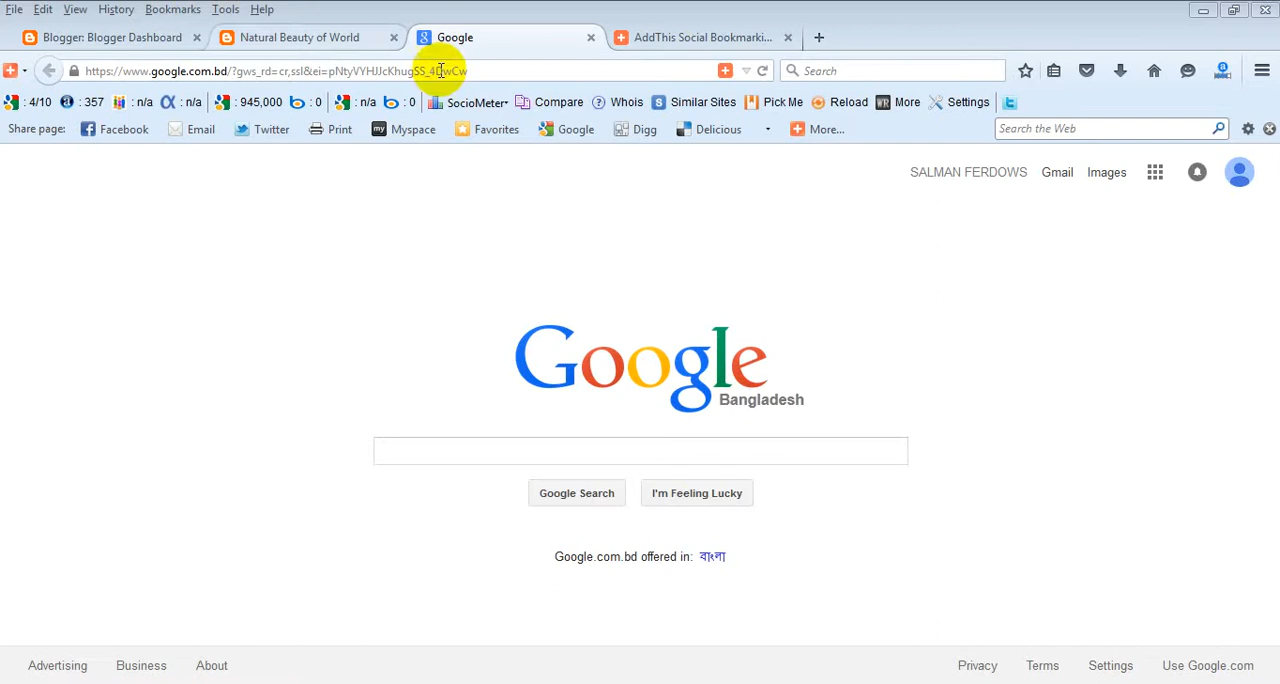 File Edit View History Bookmarks Tools Help
Blogger: Blogger Dashboard × Natural Beauty of World × Google × AddThis Social Bookmarki... × +
https://www.google.com.bd/?gws_rd=cr,ssl&ei=pNtyVYHJJcKhugSS_4 Search
: 4/10 : 357 : n/a : n/a : 945,000 : 0 : n/a : 0 SocioMeter Compare Whois Similar Sites Pick Me Reload WR More Settings
Share page: Facebook Email Twitter Print my Myspace Favorites Google Digg Delicious More... Search the Web
SALMAN FERDOWS Gmail Images
Google
Bangladesh
Google Search I'm Feeling Lucky
Google.com.bd offered in: বাংলা
Advertising Business About Privacy Terms Settings Use Google.com